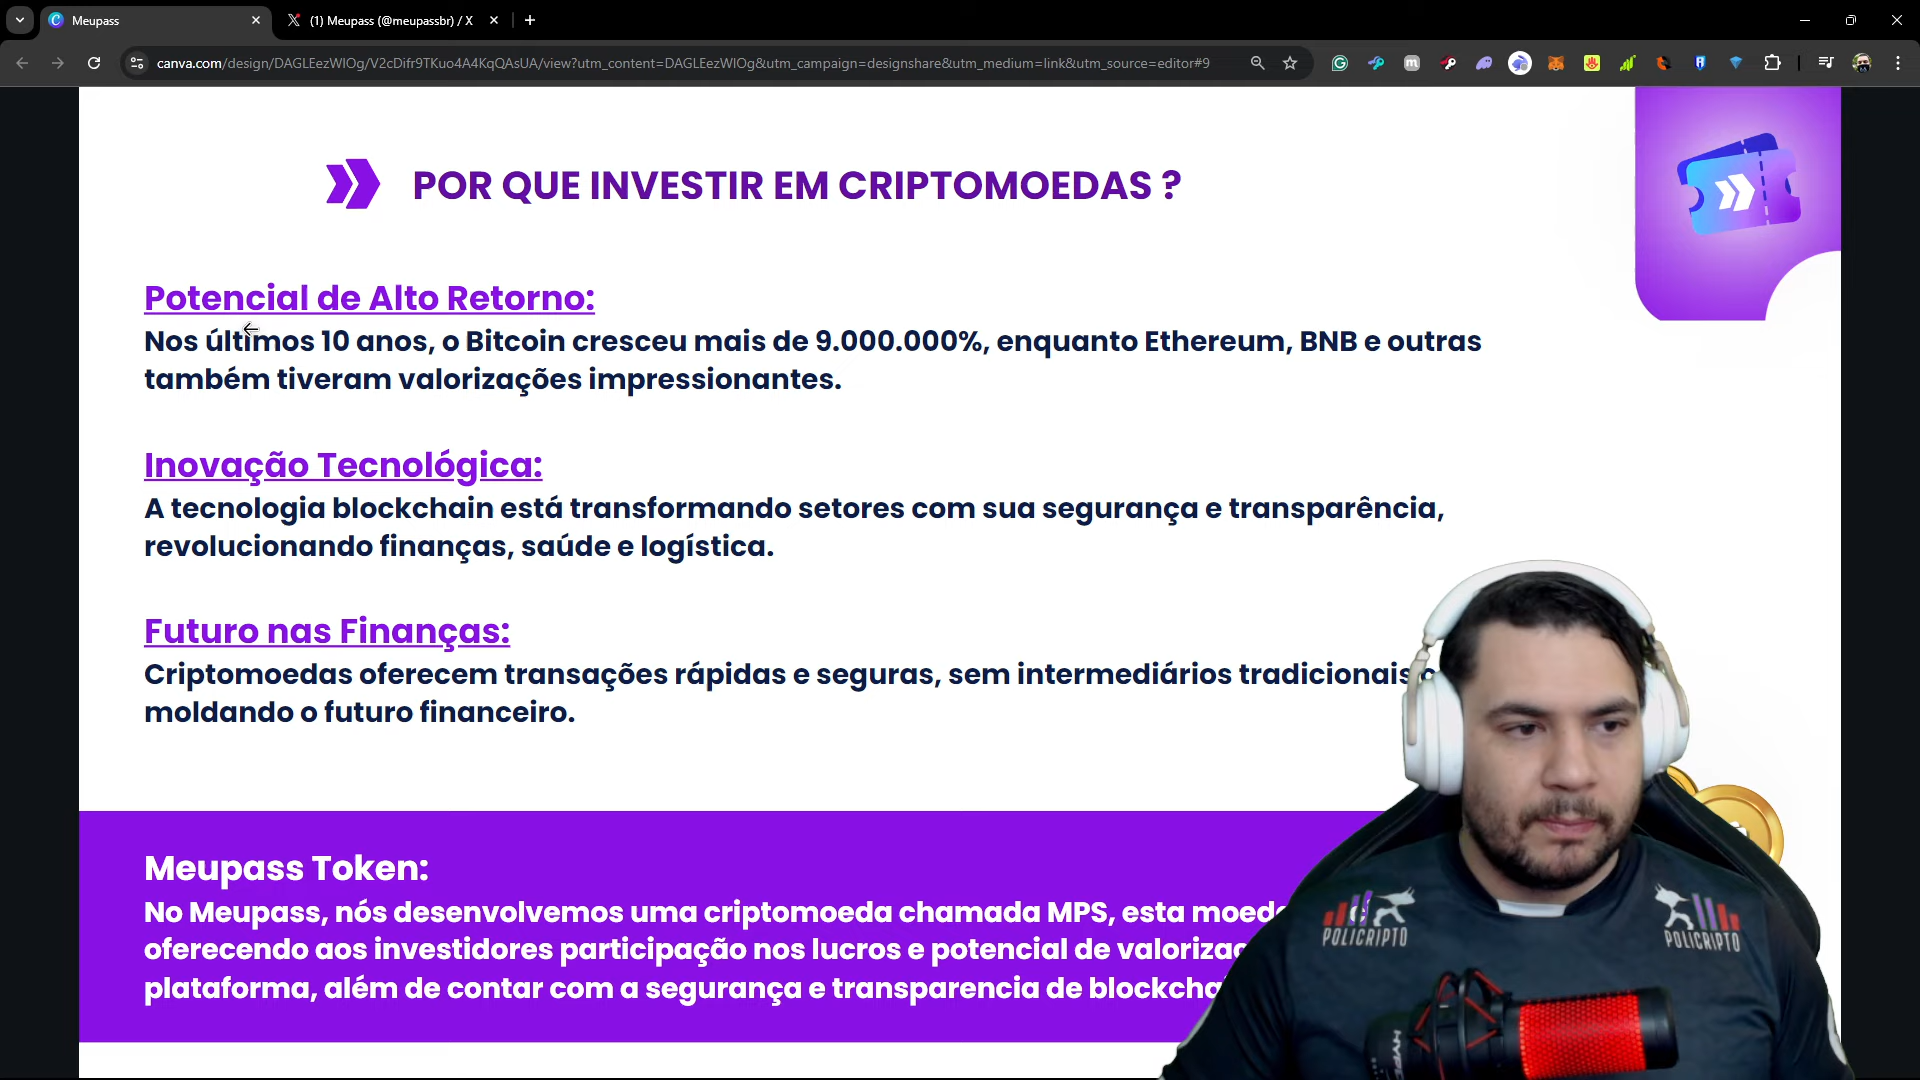 Meupass
(1) Meupass (@meupassbr) / X
canva.com/design/DAGLEezWIOg/V2cDifr9TKuo4A4KqQAsUA/view?utm_content=DAGLEezWIOg&utm_campaign=designshare&utm_medium=link&utm_source=editor#9
POR QUE INVESTIR EM CRIPTOMOEDAS ?
Potencial de Alto Retorno:
Nos últimos 10 anos, o Bitcoin cresceu mais de 9.000.000%, enquanto Ethereum, BNB e outras
também tiveram valorizações impressionantes.
Inovação Tecnológica:
A tecnologia blockchain está transformando setores com sua segurança e transparência,
revolucionando finanças, saúde e logística.
Futuro nas Finanças:
Criptomoedas oferecem transações rápidas e seguras, sem intermediários tradicionais
moldando o futuro financeiro.
Meupass Token:
No Meupass, nós desenvolvemos uma criptomoeda chamada MPS, esta
oferecendo aos investidores participação nos lucros e potencial de
plataforma, além de contar com a segurança e transparencia de
POLICRIPTO
POLICRIPTO